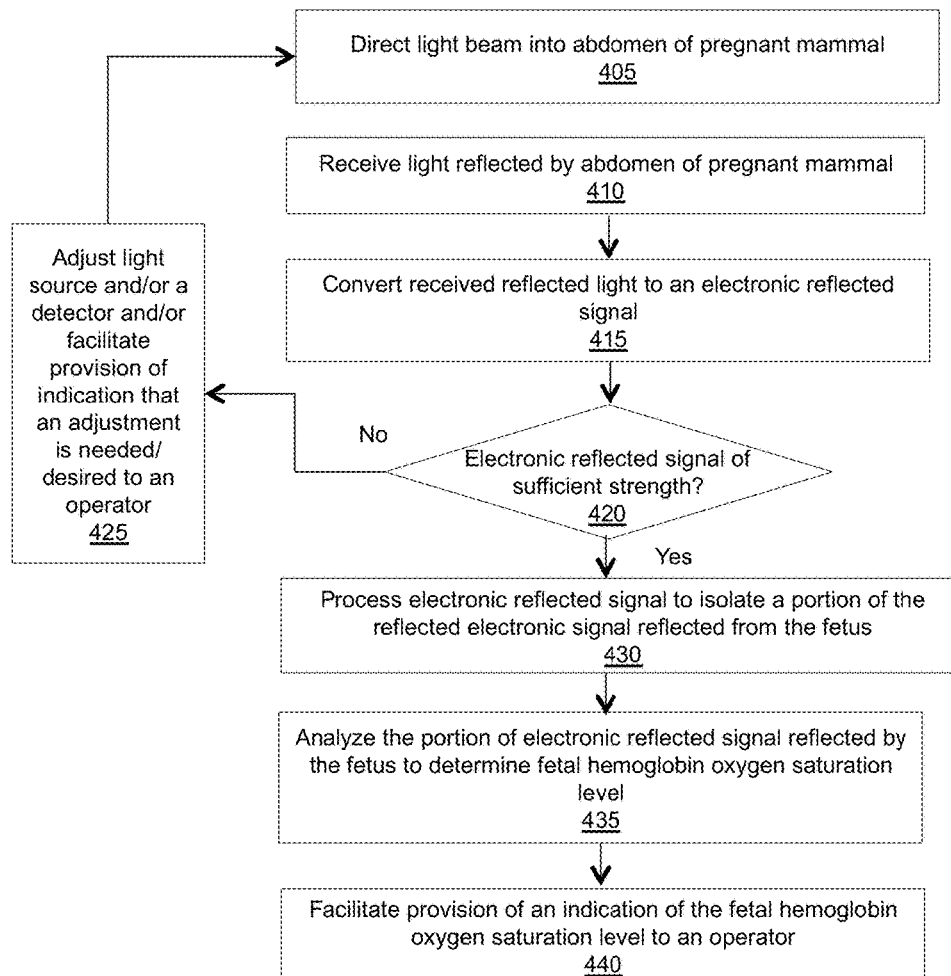 Direct light beam into abdomen of pregnant mammal
405
Receive light reflected by abdomen of pregnant mammal
410
Convert received reflected light to an electronic reflected
signal
415
Adjust light
source and/or a
detector and/or
facilitate
provision of
indication that
an adjustment
is needed/
desired to an
operator
425
No
Electronic reflected signal of
sufficient strength?
420
Yes
Process electronic reflected signal to isolate a portion of the
reflected electronic signal reflected from the fetus
430
Analyze the portion of electronic reflected signal reflected by
the fetus to determine fetal hemoglobin oxygen saturation
level
435
Facilitate provision of an indication of the fetal hemoglobin
oxygen saturation level to an operator
440